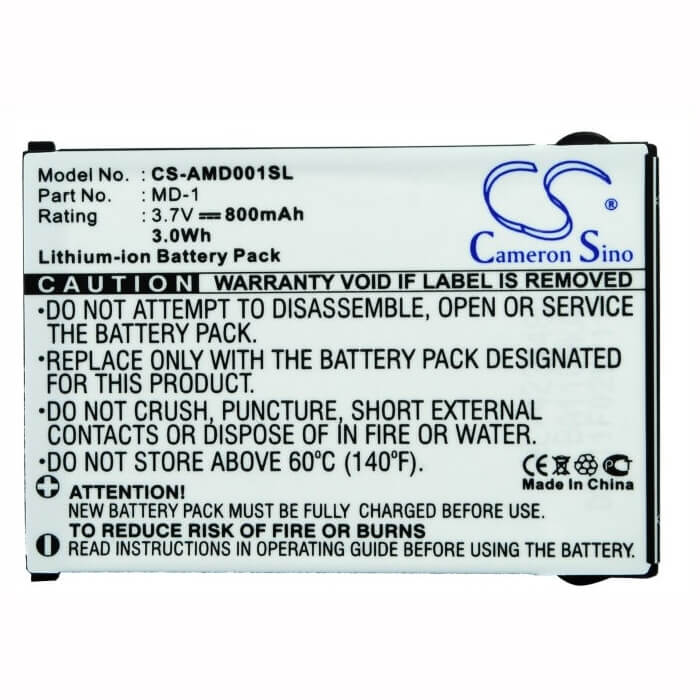 Model No. : CS-AMD001SL
Part No. : MD-1
Rating : 3.7V 800mAh
3.0Wh
Lithium-ion Battery Pack
CS ®
Cameron Sino
CAUTION WARRANTY VOID IF LABEL IS REMOVED
•DO NOT ATTEMPT TO DISASSEMBLE, OPEN OR SERVICE
THE BATTERY PACK.
•REPLACE ONLY WITH THE BATTERY PACK DESIGNATED
FOR THIS PRODUCT.
•DO NOT CRUSH, PUNCTURE, SHORT EXTERNAL
CONTACTS OR DISPOSE OF IN FIRE OR WATER.
•DO NOT STORE ABOVE 60°C (140°F).
CE PC
Made In China
+ ATTENTION!
NEW BATTERY PACK MUST BE FULLY CHARGED BEFORE USE.
TO REDUCE RISK OF FIRE OR BURNS
- READ INSTRUCTIONS IN OPERATING GUIDE BEFORE USING THE BATTERY.